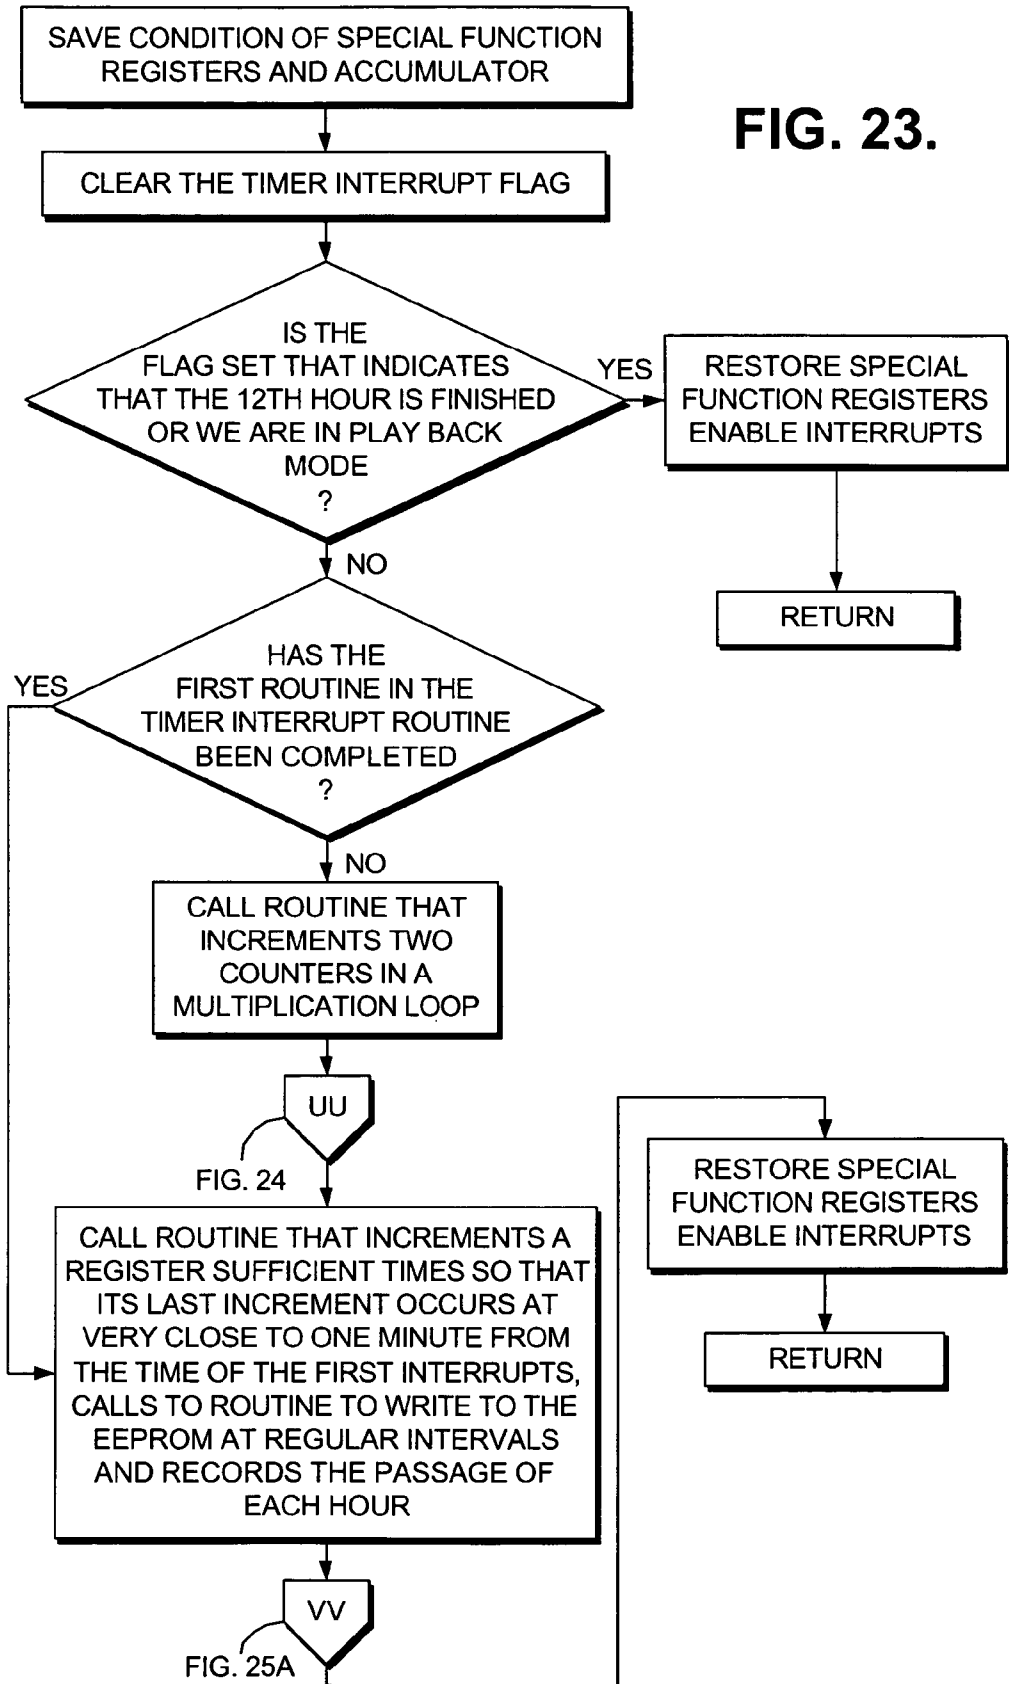 SAVE CONDITION OF SPECIAL FUNCTION
REGISTERS AND ACCUMULATOR
FIG. 23.
CLEAR THE TIMER INTERRUPT FLAG
IS THE
FLAG SET THAT INDICATES
THAT THE 12TH HOUR IS FINISHED
OR WE ARE IN PLAY BACK
MODE
?
YES
RESTORE SPECIAL
FUNCTION REGISTERS
ENABLE INTERRUPTS
RETURN
NO
HAS THE
FIRST ROUTINE IN THE
TIMER INTERRUPT ROUTINE
BEEN COMPLETED
?
YES
NO
CALL ROUTINE THAT
INCREMENTS TWO
COUNTERS IN A
MULTIPLICATION LOOP
UU
FIG. 24
CALL ROUTINE THAT INCREMENTS A
REGISTER SUFFICIENT TIMES SO THAT
ITS LAST INCREMENT OCCURS AT
VERY CLOSE TO ONE MINUTE FROM
THE TIME OF THE FIRST INTERRUPTS,
CALLS TO ROUTINE TO WRITE TO THE
EEPROM AT REGULAR INTERVALS
AND RECORDS THE PASSAGE OF
EACH HOUR
VV
FIG. 25A
RESTORE SPECIAL
FUNCTION REGISTERS
ENABLE INTERRUPTS
RETURN